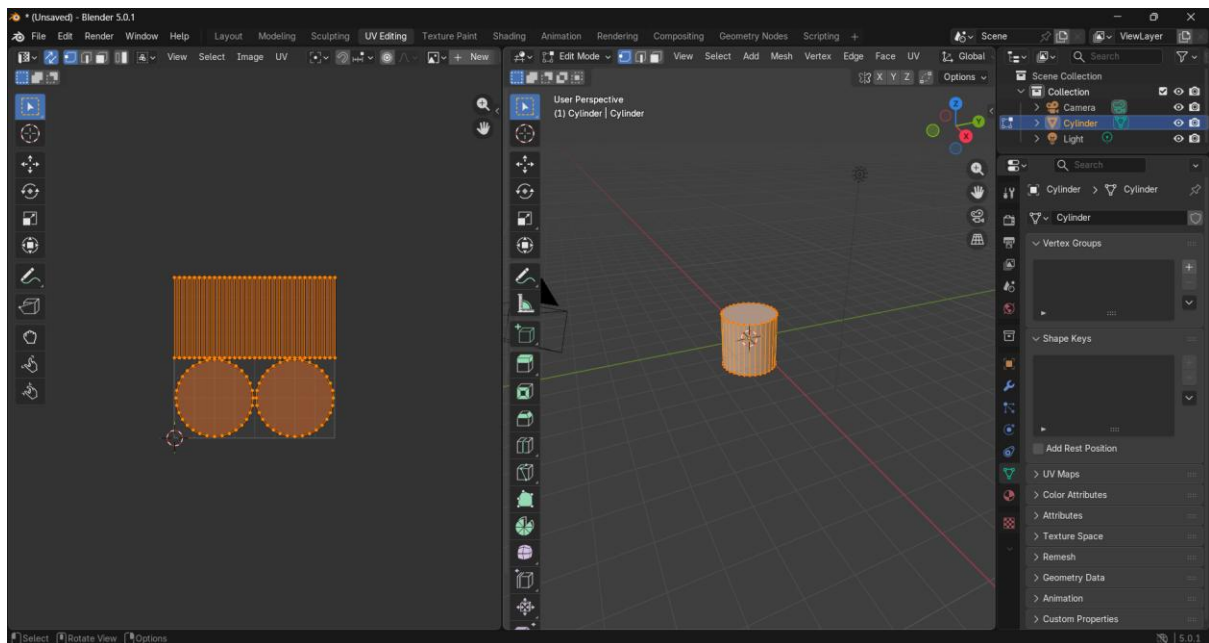 * (Unsaved) - Blender 5.0.1
File Edit Render Window Help Layout Modeling Sculpting UV Editing Texture Paint Shading Animation Rendering Compositing Geometry Nodes Scripting + Scene ViewLayer
View Select Image UV + New
Edit Mode View Select Add Mesh Vertex Edge Face UV Global
X Y Z Options
User Perspective
(1) Cylinder | Cylinder
Z
Y
X
Search
Scene Collection
Collection
Camera
Cylinder
Light
Search
Cylinder > Cylinder
Cylinder
Vertex Groups
Shape Keys
Add Rest Position
UV Maps
Color Attributes
Attributes
Texture Space
Remesh
Geometry Data
Animation
Custom Properties
Select Rotate View Options
5.0.1